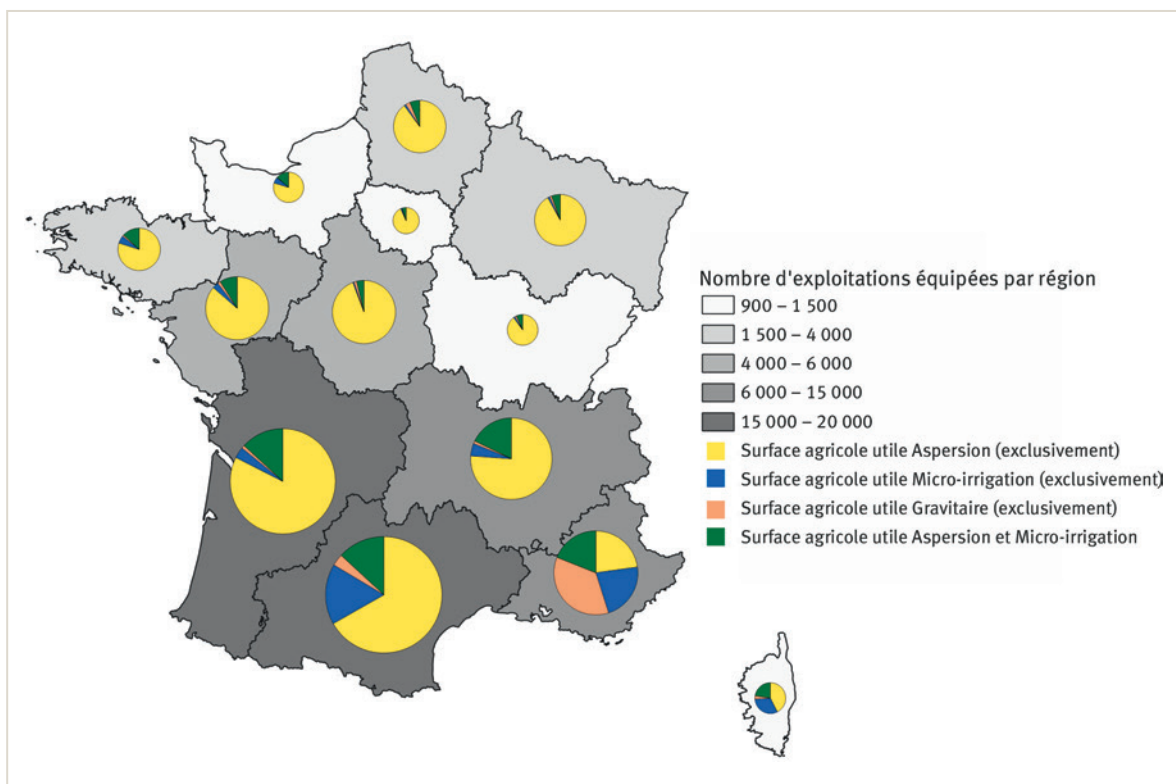 Nombre d'exploitations équipées par région
900 – 1 500
1 500 – 4 000
4 000 – 6 000
6 000 – 15 000
15 000 – 20 000
Surface agricole utile Aspersion (exclusivement)
Surface agricole utile Micro-irrigation (exclusivement)
Surface agricole utile Gravitaire (exclusivement)
Surface agricole utile Aspersion et Micro-irrigation